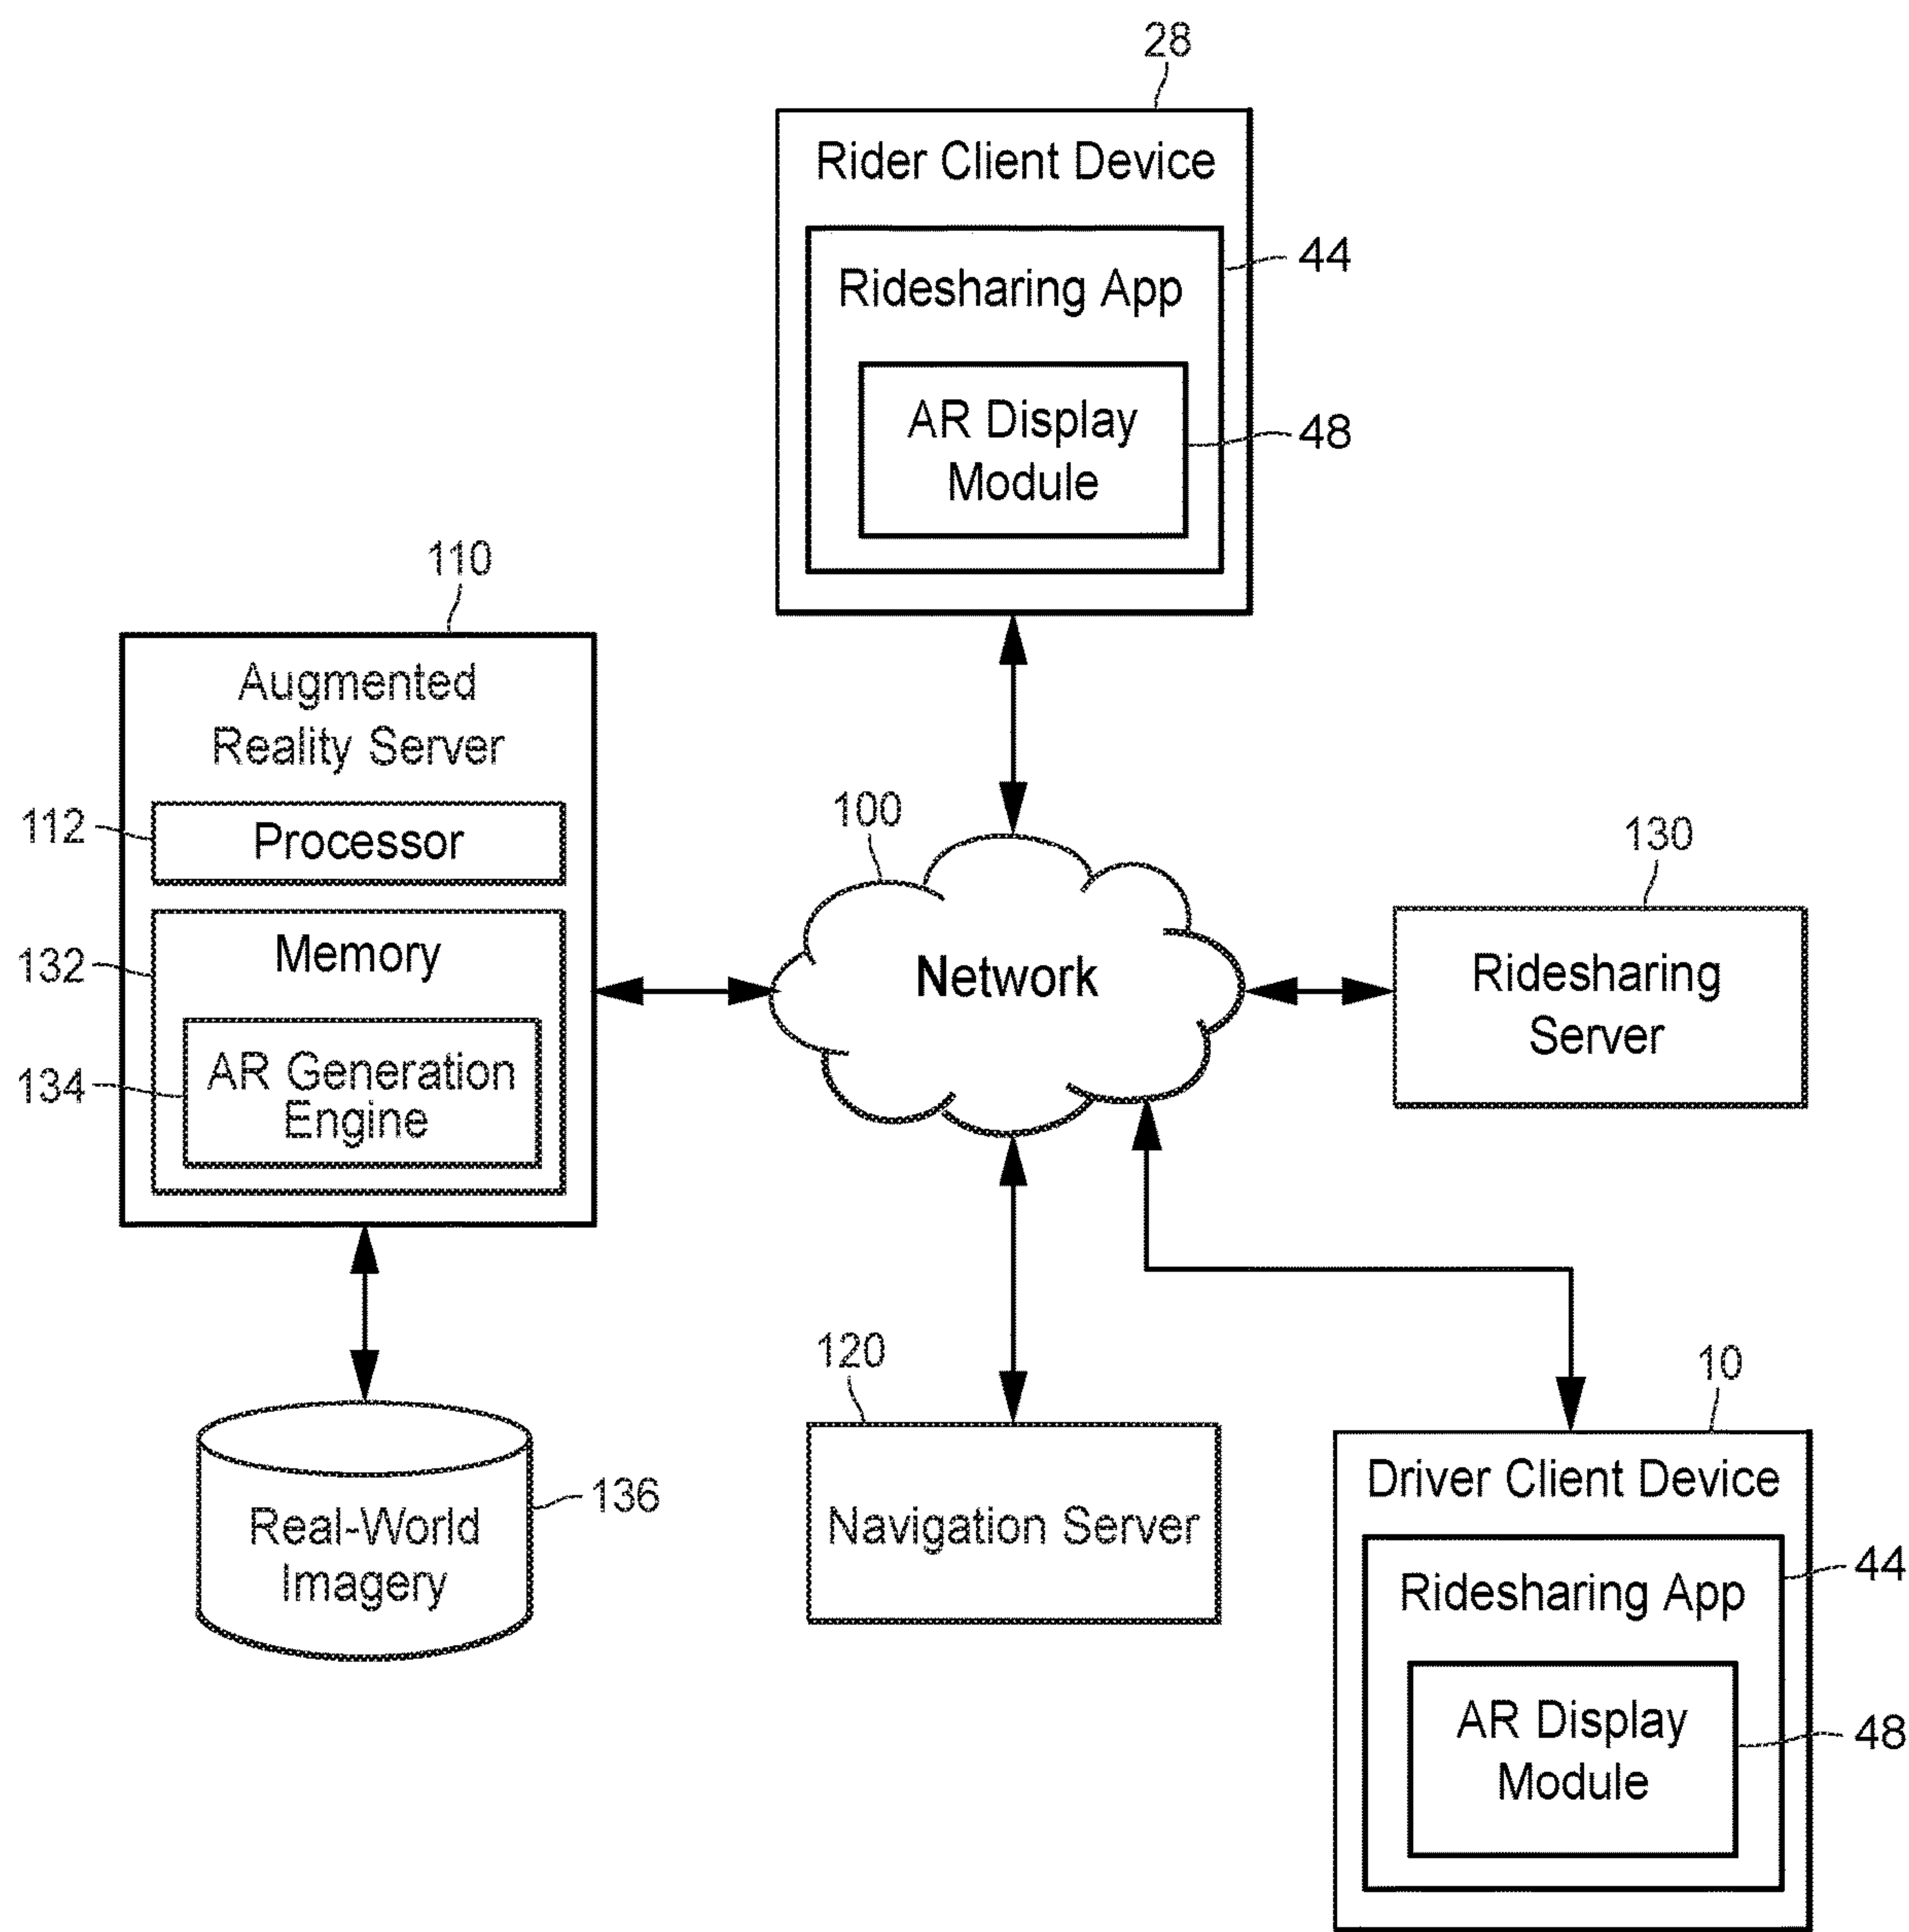 28
Rider Client Device
Ridesharing App
44
AR Display
Module
48
110
Augmented
Reality Server
112
Processor
132
Memory
134
AR Generation
Engine
100
Network
130
Ridesharing
Server
136
Real-World
Imagery
120
Navigation Server
10
Driver Client Device
Ridesharing App
44
AR Display
Module
48